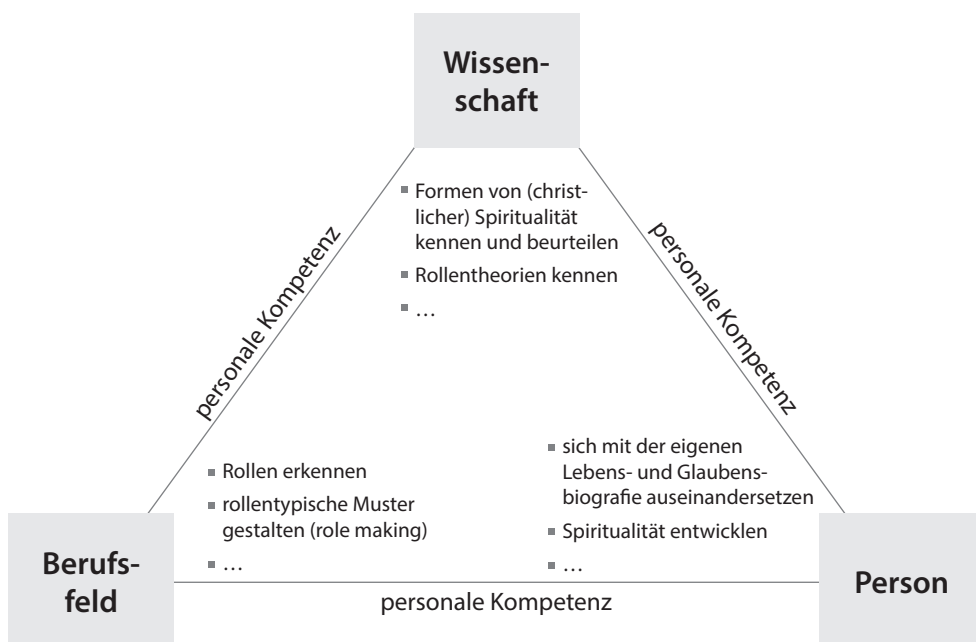 Wissen-
schaft
▪ Formen von (christ-
licher) Spiritualität
kennen und beurteilen
▪ Rollentheorien kennen
▪ …
personale Kompetenz
personale Kompetenz
▪ Rollen erkennen
▪ rollentypische Muster
gestalten (role making)
▪ …
▪ sich mit der eigenen
Lebens- und Glaubens-
biografie auseinandersetzen
▪ Spiritualität entwicklen
▪ …
Berufs-
feld
personale Kompetenz
Person